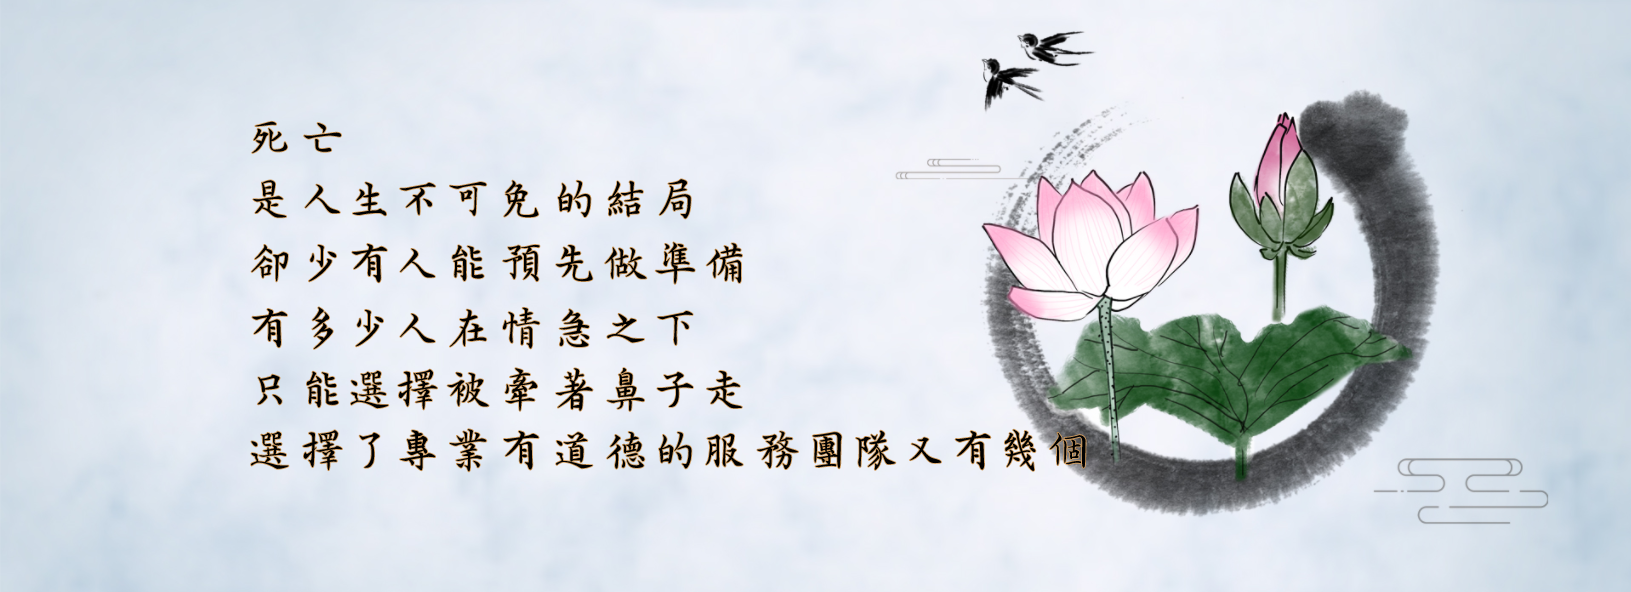 死亡
是人生不可免的結局
卻少有人能預先做準備
有多少人在情急之下
只能選擇被牽著鼻子走
選擇了專業有道德的服務團隊又有幾個